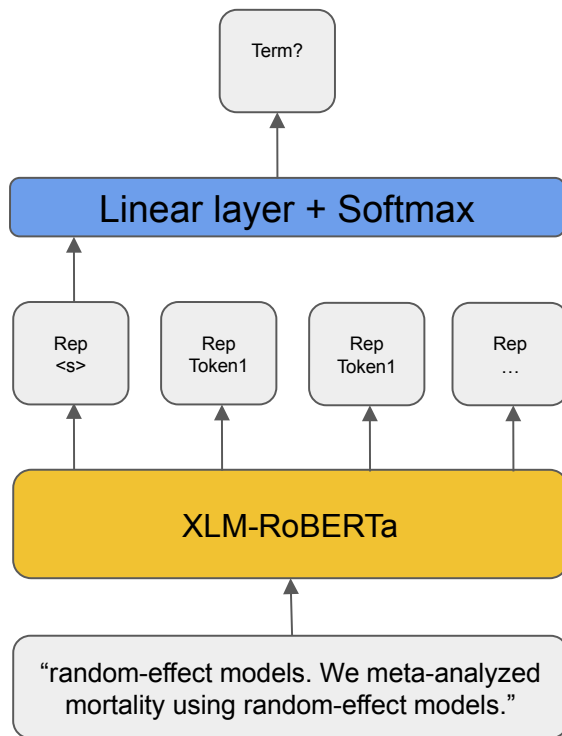 Term?
Linear layer + Softmax
Rep
<s>
Rep
Token1
Rep
Token1
Rep
…
XLM-RoBERTa
“random-effect models. We meta-analyzed
mortality using random-effect models.”